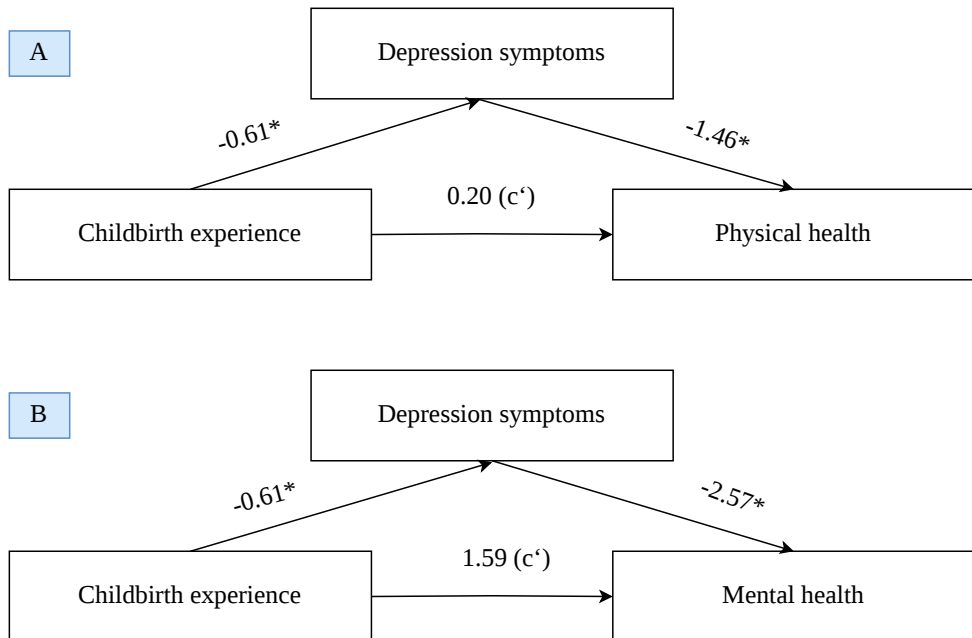 A
Depression symptoms
-0.61*
-1.46*
0.20 (c‘)
Childbirth experience
Physical health
B
Depression symptoms
-0.61*
-2.57*
1.59 (c‘)
Childbirth experience
Mental health